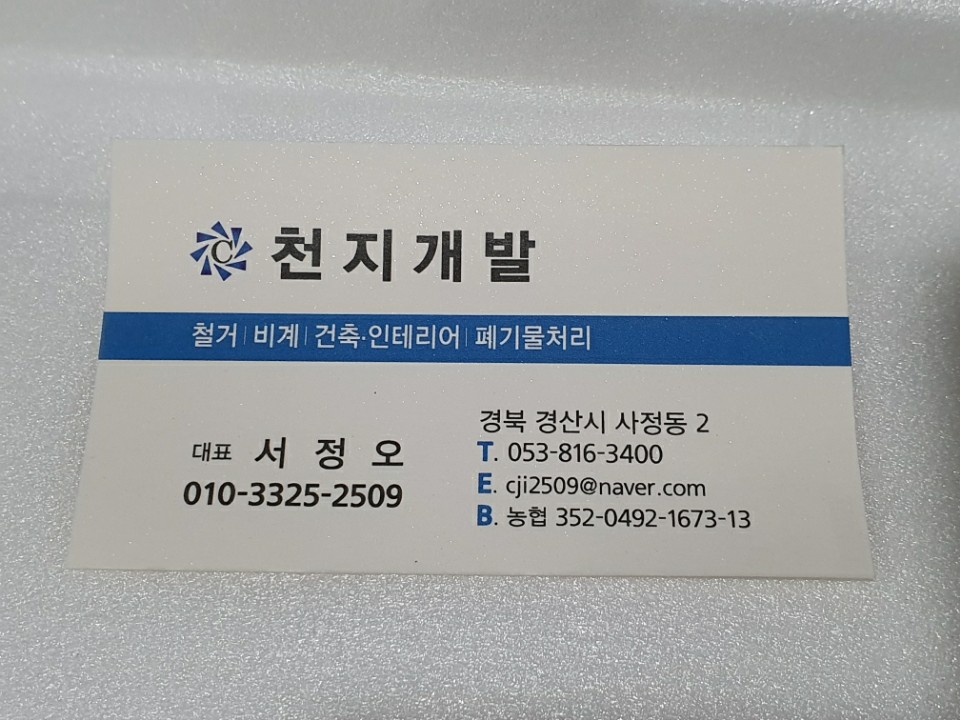 C 천지개발
철거 | 비계 | 건축·인테리어 | 폐기물처리
대표 서 정 오
010-3325-2509
경북 경산시 사정동 2
T. 053-816-3400
E. cji2509@naver.com
B. 농협 352-0492-1673-13